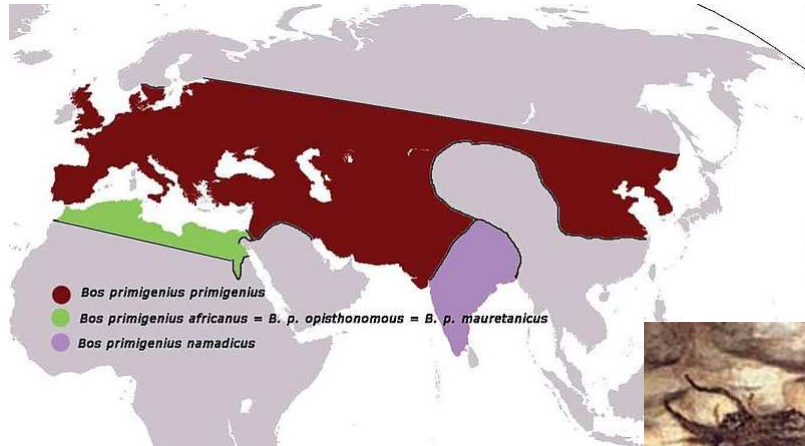 Bos primigenius primigenius
Bos primigenius africanus = B. p. opisthonomous = B. p. mauretanicus
Bos primigenius namadicus